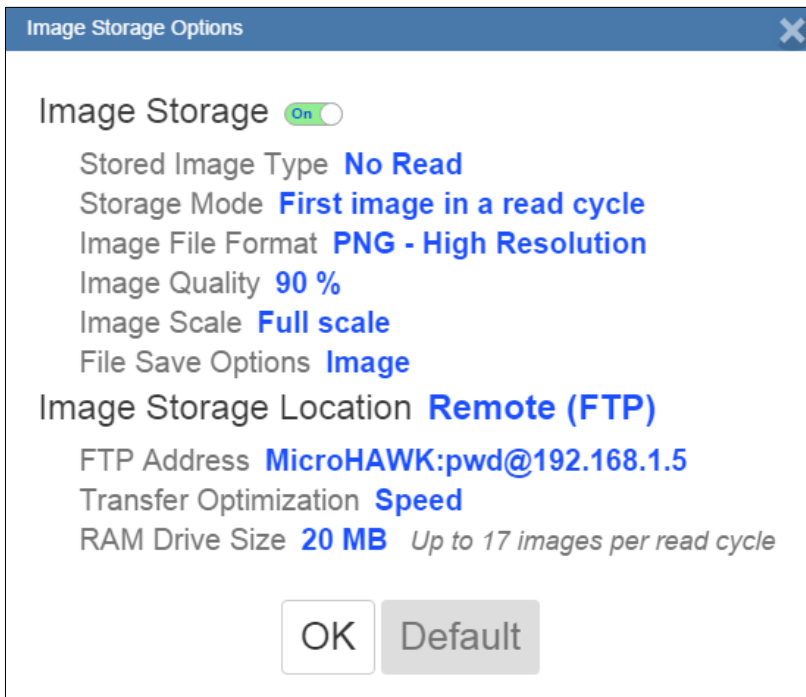 Image Storage Options
Image Storage On
Stored Image Type No Read
Storage Mode First image in a read cycle
Image File Format PNG - High Resolution
Image Quality 90 %
Image Scale Full scale
File Save Options Image
Image Storage Location Remote (FTP)
FTP Address MicroHAWK:pwd@192.168.1.5
Transfer Optimization Speed
RAM Drive Size 20 MB Up to 17 images per read cycle
OK Default